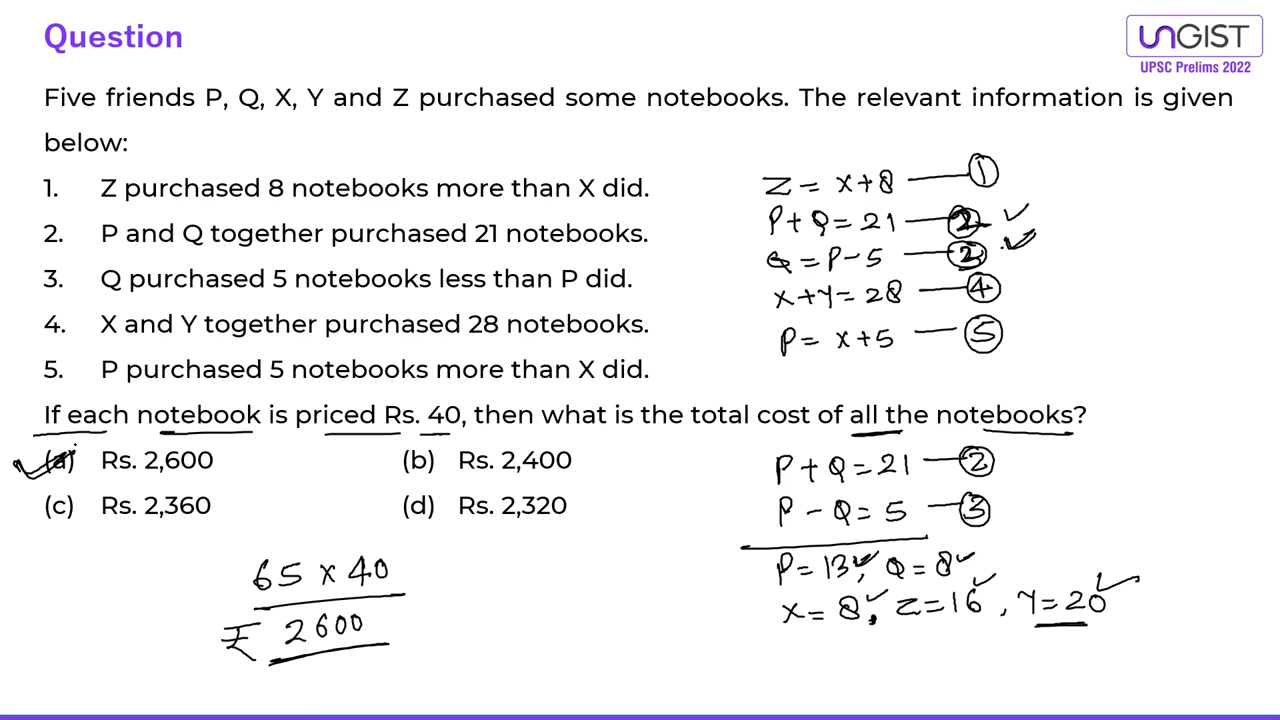 Question
UNGIST
UPSC Prelims 2022
Five friends P, Q, X, Y and Z purchased some notebooks. The relevant information is given
below:
1. Z purchased 8 notebooks more than X did.
2. P and Q together purchased 21 notebooks.
3. Q purchased 5 notebooks less than P did.
4. X and Y together purchased 28 notebooks.
5. P purchased 5 notebooks more than X did.
If each notebook is priced Rs. 40, then what is the total cost of all the notebooks?
(a) Rs. 2,600 (b) Rs. 2,400
(c) Rs. 2,360 (d) Rs. 2,320
Z = X+8 — 1
P+Q = 21 — 2
Q = P-5 — 3
X+Y = 28 — 4
P = X+5 — 5
P+Q = 21 — 2
P-Q = 5 — 3
P = 13, Q = 8
X = 8, Z = 16, Y = 20
65 x 40
₹ 2600